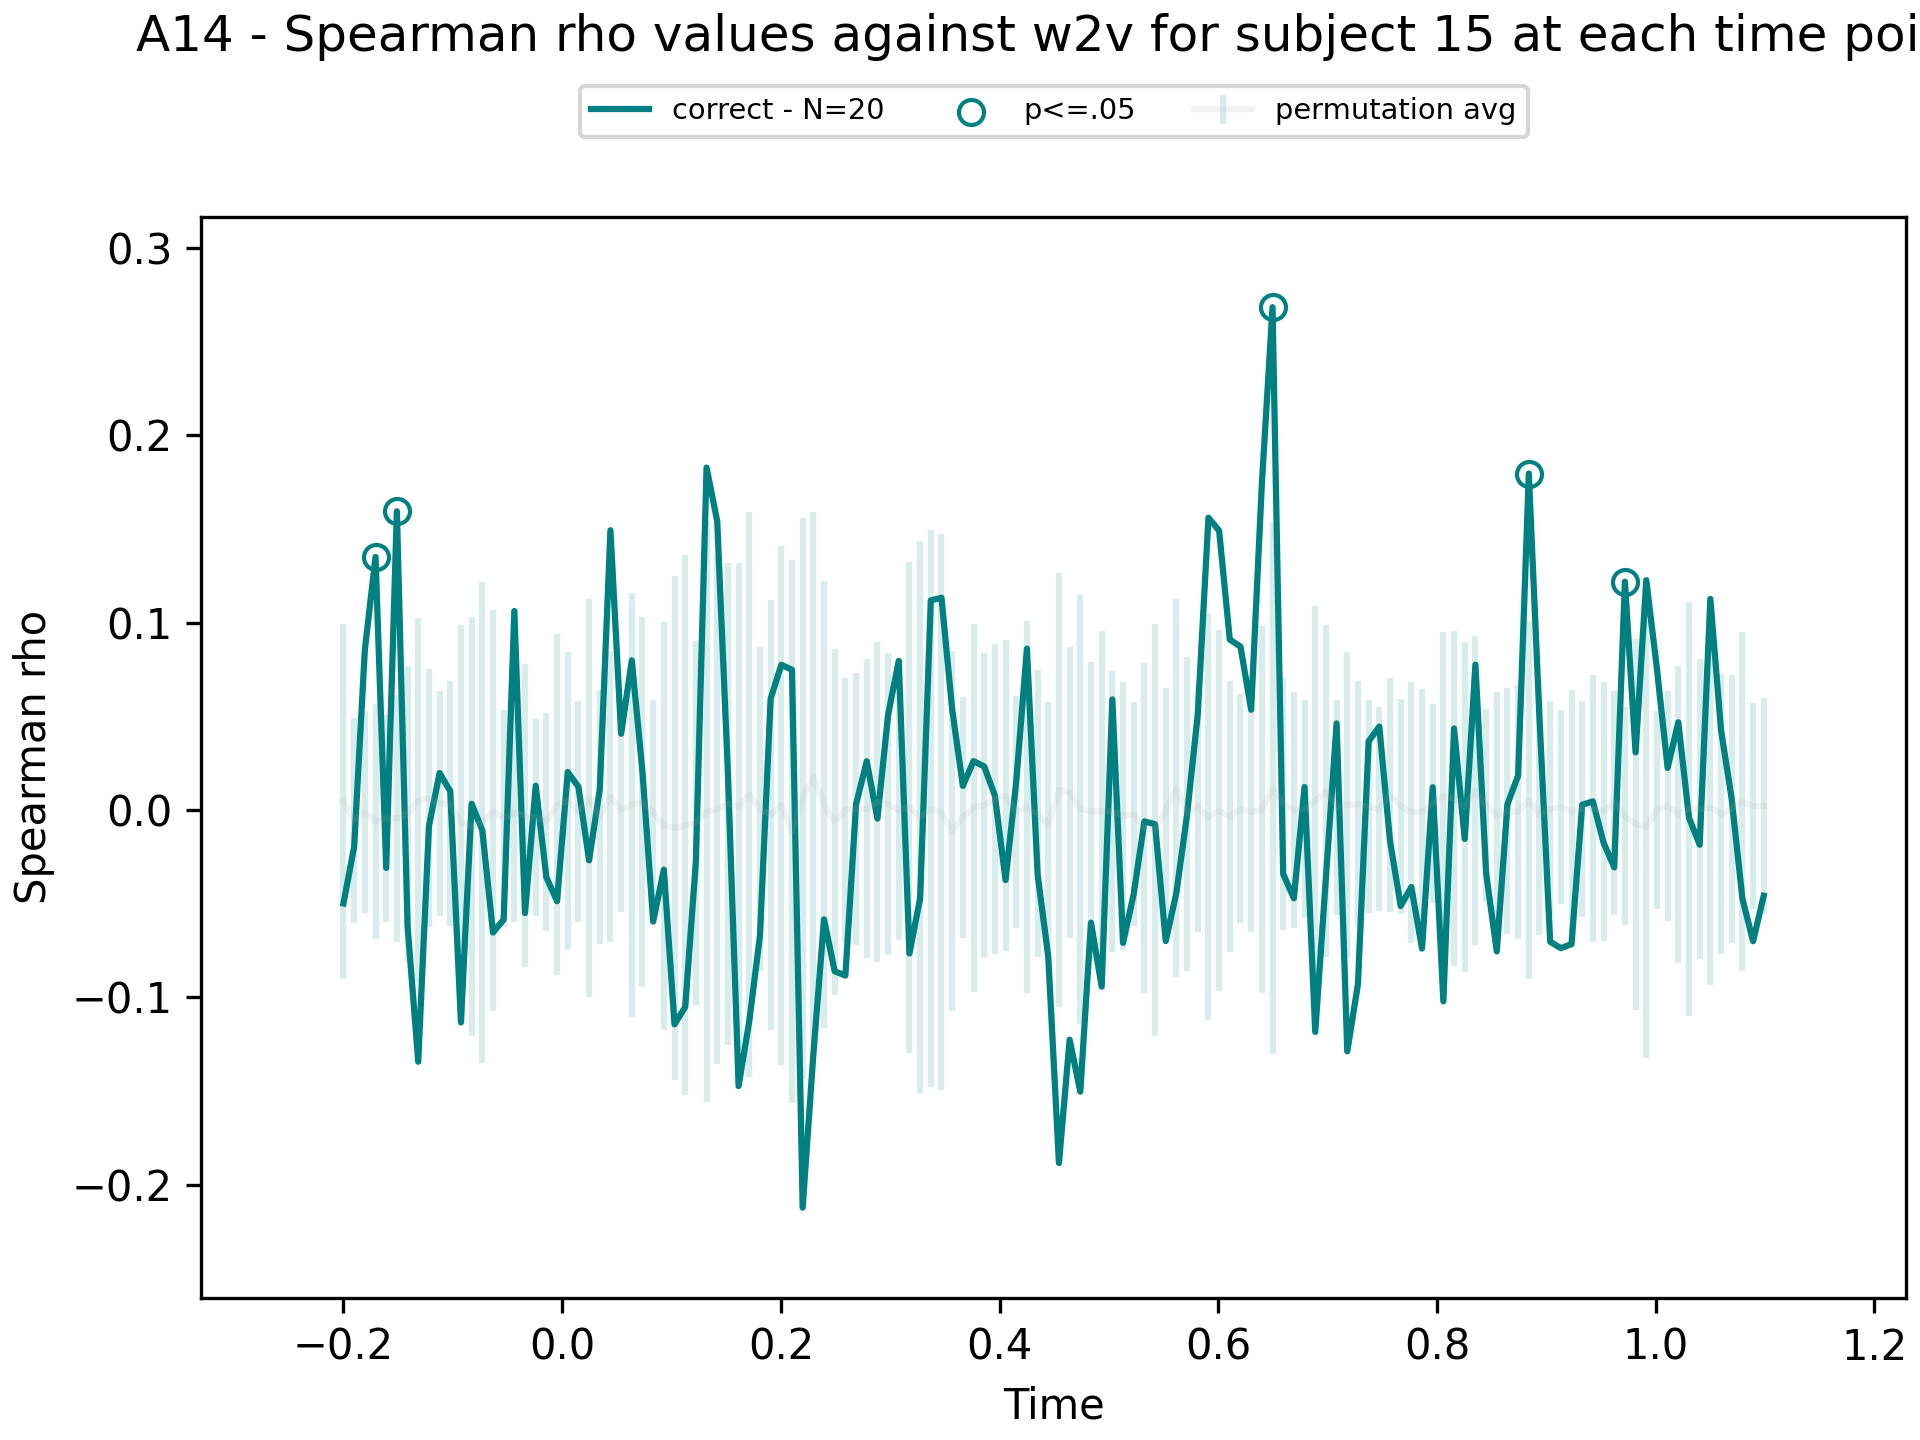 A14 - Spearman rho values against w2v for subject 15 at each time poi
correct - N=20 p<=.05 permutation avg
0.3
0.2
0.1
0.0
−0.1
−0.2
Spearman rho
−0.2 0.0 0.2 0.4 0.6 0.8 1.0 1.2
Time